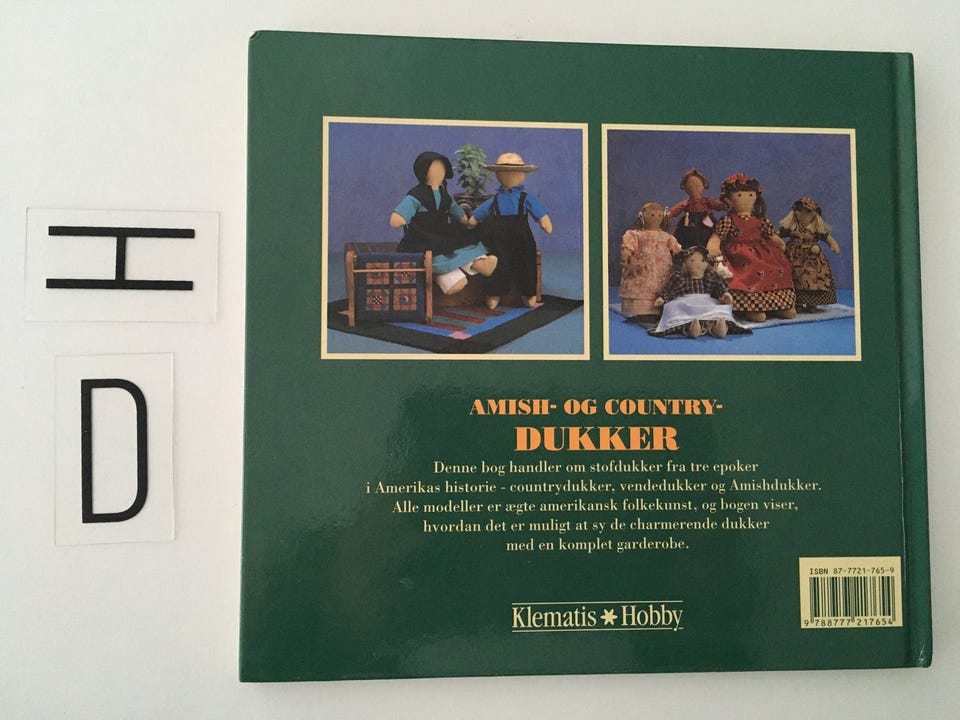 H
D
AMISH- OG COUNTRY-
DUKKER
Denne bog handler om stofdukker fra tre epoker
i Amerikas historie - countrydukker, vendedukker og Amishdukker.
Alle modeller er ægte amerikansk folkekunst, og bogen viser,
hvordan det er muligt at sy de charmerende dukker
med en komplet garderobe.
Klematis * Hobby
ISBN 87-7721-765-9
9 788777 217654